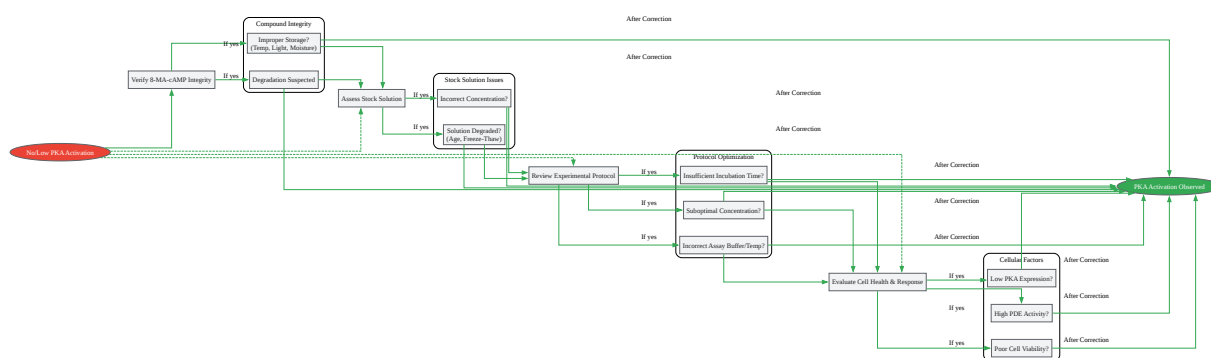 After Correction
Compound Integrity
Improper Storage?
(Temp, Light, Moisture)
If yes
After Correction
Verify 8-MA-cAMP Integrity
If yes
Degradation Suspected
Stock Solution Issues
Assess Stock Solution
If yes
Incorrect Concentration?
After Correction
If yes
Solution Degraded?
(Age, Freeze-Thaw)
After Correction
No/Low PKA Activation
Protocol Optimization
Review Experimental Protocol
If yes
Insufficient Incubation Time?
After Correction
PKA Activation Observed
If yes
Suboptimal Concentration?
After Correction
If yes
Incorrect Assay Buffer/Temp?
After Correction
Cellular Factors
After Correction
Evaluate Cell Health & Response
If yes
Low PKA Expression?
After Correction
If yes
High PDE Activity?
After Correction
If yes
Poor Cell Viability?